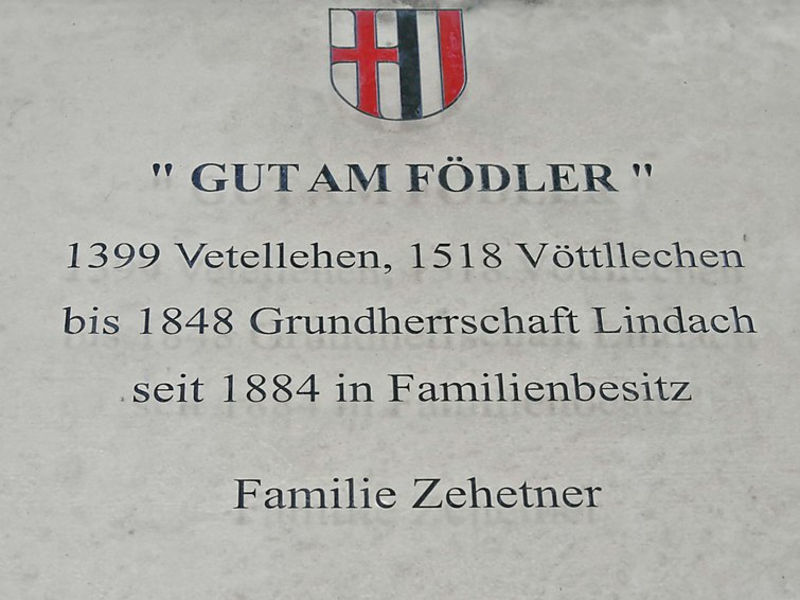 " GUT AM FÖDLER "
1399 Vetellehen, 1518 Vöttllechen
bis 1848 Grundherrschaft Lindach
seit 1884 in Familienbesitz
Familie Zehetner